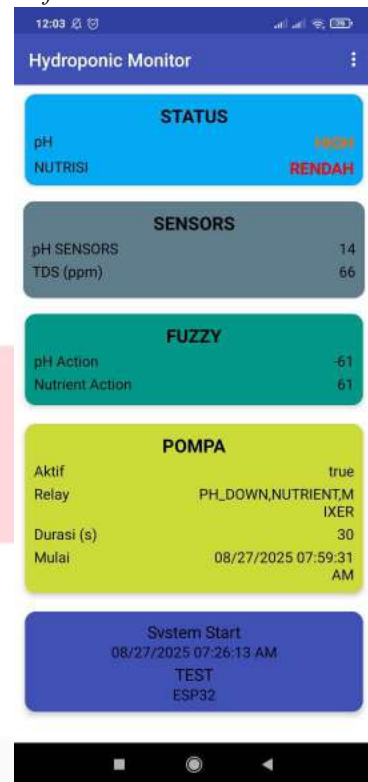 12:03
Hydroponic Monitor
STATUS
pH HIGH
NUTRISI RENDAH
SENSORS
pH SENSORS 14
TDS (ppm) 66
FUZZY
pH Action -61
Nutrient Action 61
POMPA
Aktif true
Relay PH_DOWN,NUTRIENT,M
IXER
Durasi (s) 30
Mulai 08/27/2025 07:59:31
AM
System Start
08/27/2025 07:26:13 AM
TEST
ESP32